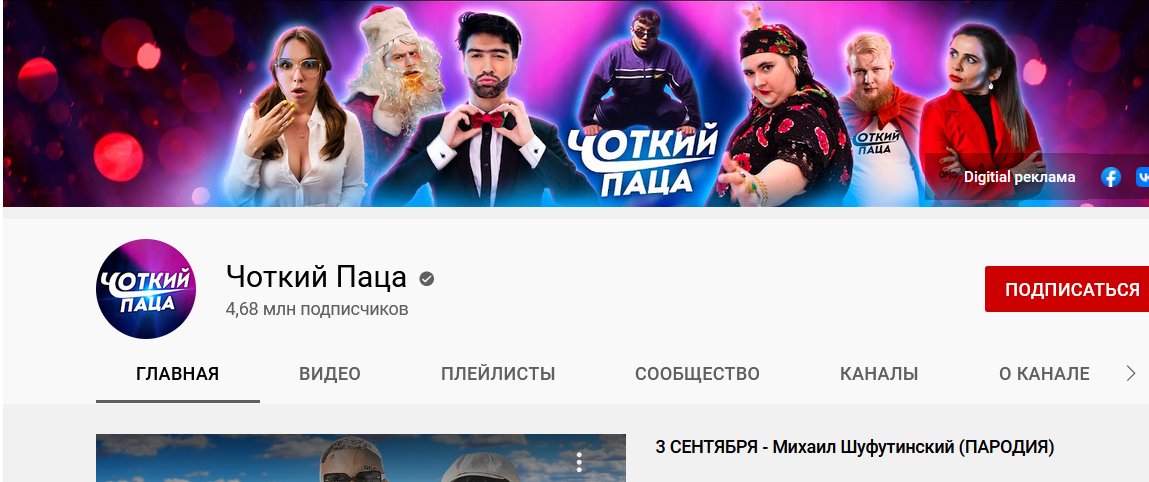 ЧОТКИЙ
ПАЦА
ЧОТКИЙ
ПАЦА
Digitial реклама
ЧОТКИЙ
ПАЦА
Чоткий Паца
4,68 млн подписчиков
ПОДПИСАТЬСЯ
ГЛАВНАЯ
ВИДЕО
ПЛЕЙЛИСТЫ
СООБЩЕСТВО
КАНАЛЫ
О КАНАЛЕ
3 СЕНТЯБРЯ - Михаил Шуфутинский (ПАРОДИЯ)